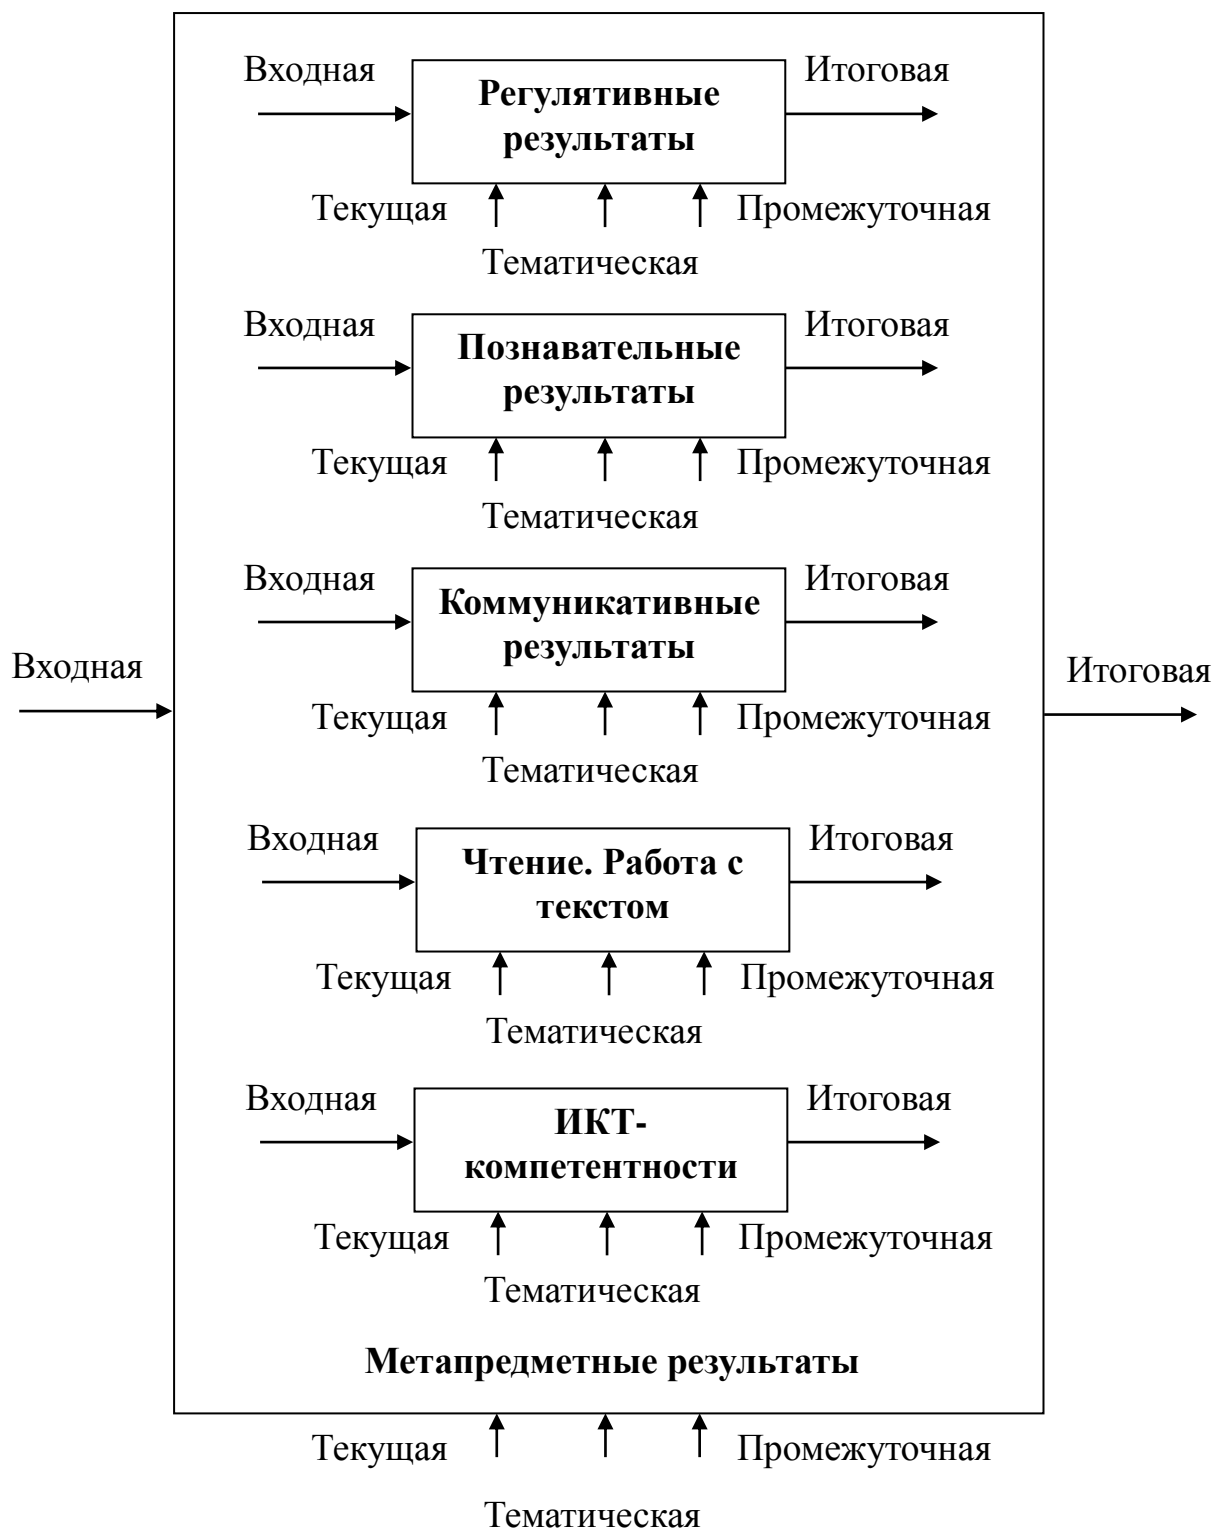 Входная
Итоговая
Регулятивные
результаты
Текущая
Промежуточная
Тематическая
Входная
Итоговая
Познавательные
результаты
Текущая
Промежуточная
Тематическая
Входная
Итоговая
Коммуникативные
результаты
Входная
Итоговая
Текущая
Промежуточная
Тематическая
Входная
Итоговая
Чтение. Работа с
текстом
Текущая
Промежуточная
Тематическая
Входная
Итоговая
ИКТ-
компетентности
Текущая
Промежуточная
Тематическая
Метапредметные результаты
Текущая
Промежуточная
Тематическая